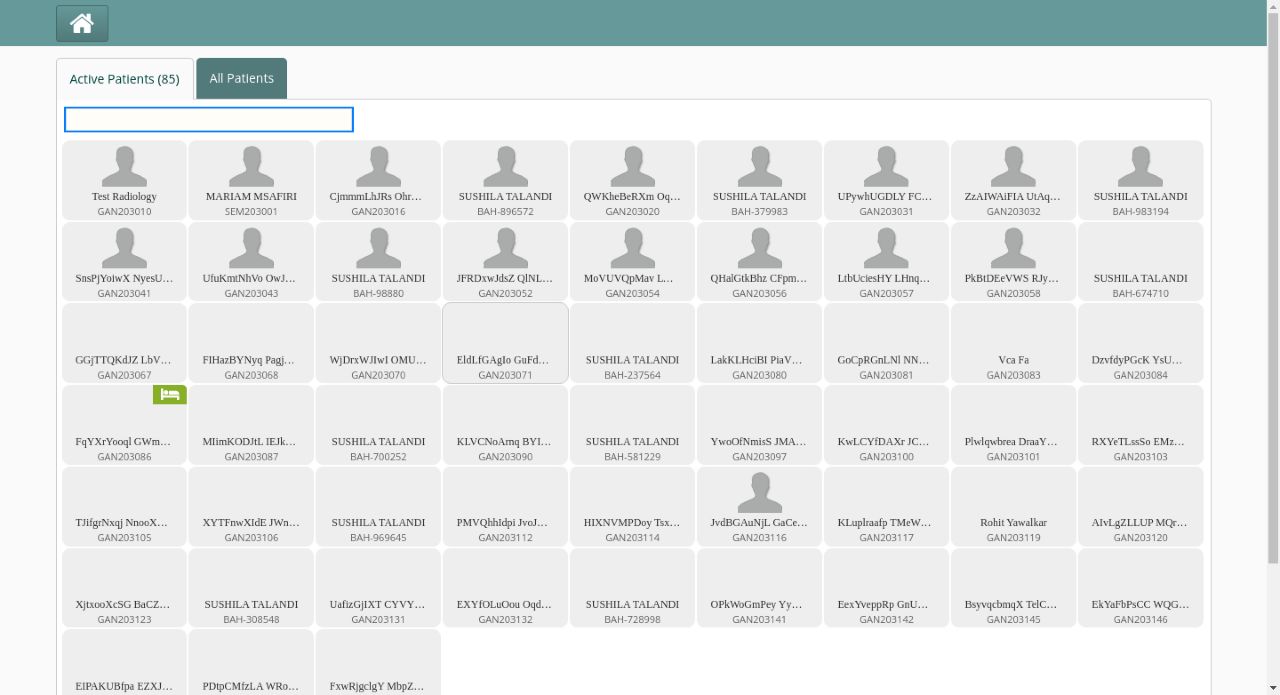 Active Patients (85) All Patients
Test Radiology MARIAM MSAFIRI CjmmmLhJRs Ohr… SUSHILA TALANDI QWKheBeRXm Oq… SUSHILA TALANDI UPywhUGDLY FC… ZzAIWAiFIA UtAq… SUSHILA TALANDI
GAN203010 SEM203001 GAN203016 BAH-896572 GAN203020 BAH-379983 GAN203031 GAN203032 BAH-983194
SnsPjYoiwX NyesU… UfuKmtNhVo OwJ… SUSHILA TALANDI JFRDxwJdsZ QlNL… MoVUVQpMav L… QHalGtkBhz CFpm… LtbUciesHY LHnq… PkBtDEeVWS RJy… SUSHILA TALANDI
GAN203041 GAN203043 BAH-98880 GAN203052 GAN203054 GAN203056 GAN203057 GAN203058 BAH-674710
GGjTTQKdJZ LbV… FIHazBYNyq Pagj… WjDrxWJIwI OMU… EldLfGAgIo GuFd… SUSHILA TALANDI LakKLHciBI PiaV… GoCpRGnLNl NN… Vca Fa DzvfdyPGcK YsU…
GAN203067 GAN203068 GAN203070 GAN203071 BAH-237564 GAN203080 GAN203081 GAN203083 GAN203084
FqYXrYooql GWm… MIimKODJtL IEJk… SUSHILA TALANDI KLVCNoArnq BYI… SUSHILA TALANDI YwoOfNmisS JMA… KwLCYfDAXr JC… Plwlqwbrea DraaY… RXYeTLssSo EMz…
GAN203086 GAN203087 BAH-700252 GAN203090 BAH-581229 GAN203097 GAN203100 GAN203101 GAN203103
TJifgrNxqj NnooX… XYTFnwXIdE JWn… SUSHILA TALANDI PMVQhhIdpi JvoJ… HIXNVMPDoy Tsx… JvdBGAuNjL GaCe… KLuplraafp TMeW… Rohit Yawalkar AIvLgZLLUP MQr…
GAN203105 GAN203106 BAH-969645 GAN203112 GAN203114 GAN203116 GAN203117 GAN203119 GAN203120
XjtxooXcSG BaCZ… SUSHILA TALANDI UafizGjIXT CYVY… EXYfOLuOou Oqd… SUSHILA TALANDI OPkWoGmPey Yy… EexYveppRp GnU… BsyvqcbmqX TelC… EkYaFbPsCC WQG…
GAN203123 BAH-308548 GAN203131 GAN203132 BAH-728998 GAN203141 GAN203142 GAN203145 GAN203146
EIPAKUBfpa EZXJ… PDtpCMfzLA WRo… FxwRjgclgY MbpZ…